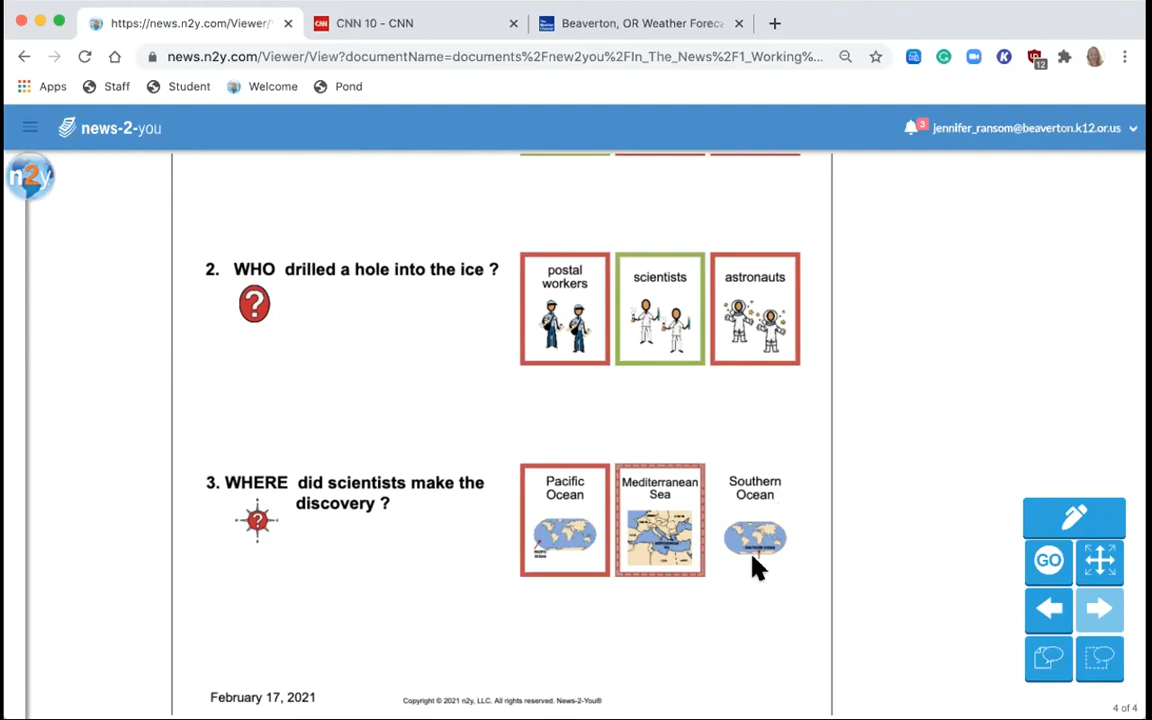 https://news.n2y.com/Viewer/
CNN 10 - CNN
Beaverton, OR Weather Foreca
news.n2y.com/Viewer/View?documentName=documents%2Fnew2you%2FIn_The_News%2F1_Working%...
12
Apps
Staff
Student
Welcome
Pond
news-2-you
3
jennifer_ransom@beaverton.k12.or.us
n2y
2. WHO drilled a hole into the ice ?
?
postal
workers
scientists
astronauts
3. WHERE did scientists make the
discovery ?
?
Pacific
Ocean
Mediterranean
Sea
Southern
Ocean
GO
February 17, 2021
Copyright © 2021 n2y, LLC. All rights reserved. News-2-You®
4 of 4